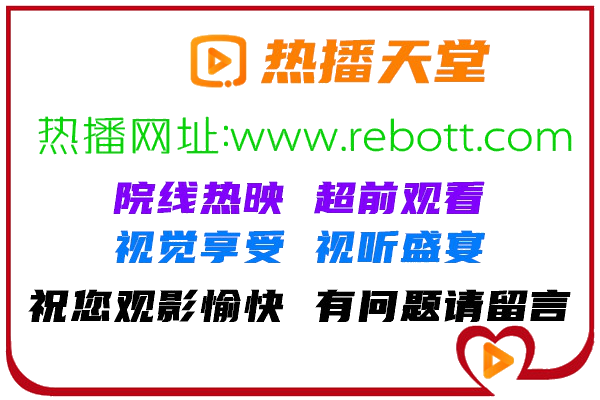 热播天堂
热播网址:www.rebott.com
院线热映 超前观看
视觉享受 视听盛宴
祝您观影愉快 有问题请留言